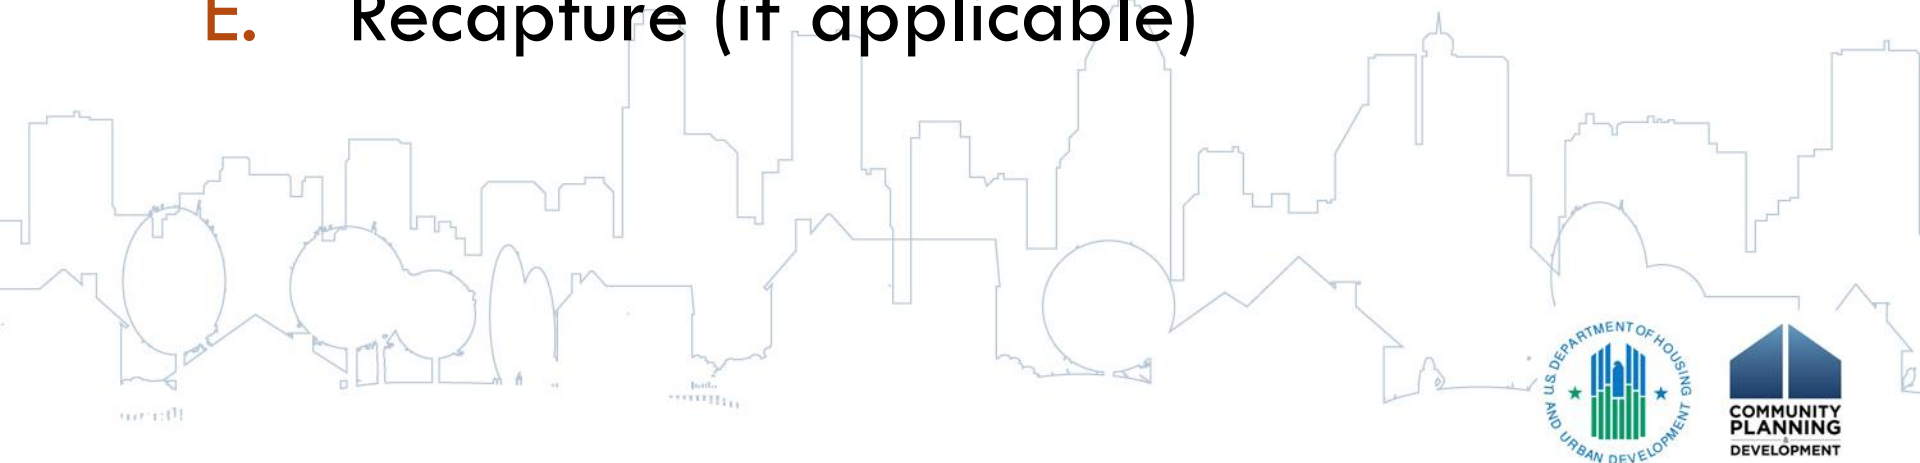 E. Recapture (if applicable)
U.S. DEPARTMENT OF HOUSING AND URBAN DEVELOPMENT
COMMUNITY
PLANNING
&
DEVELOPMENT